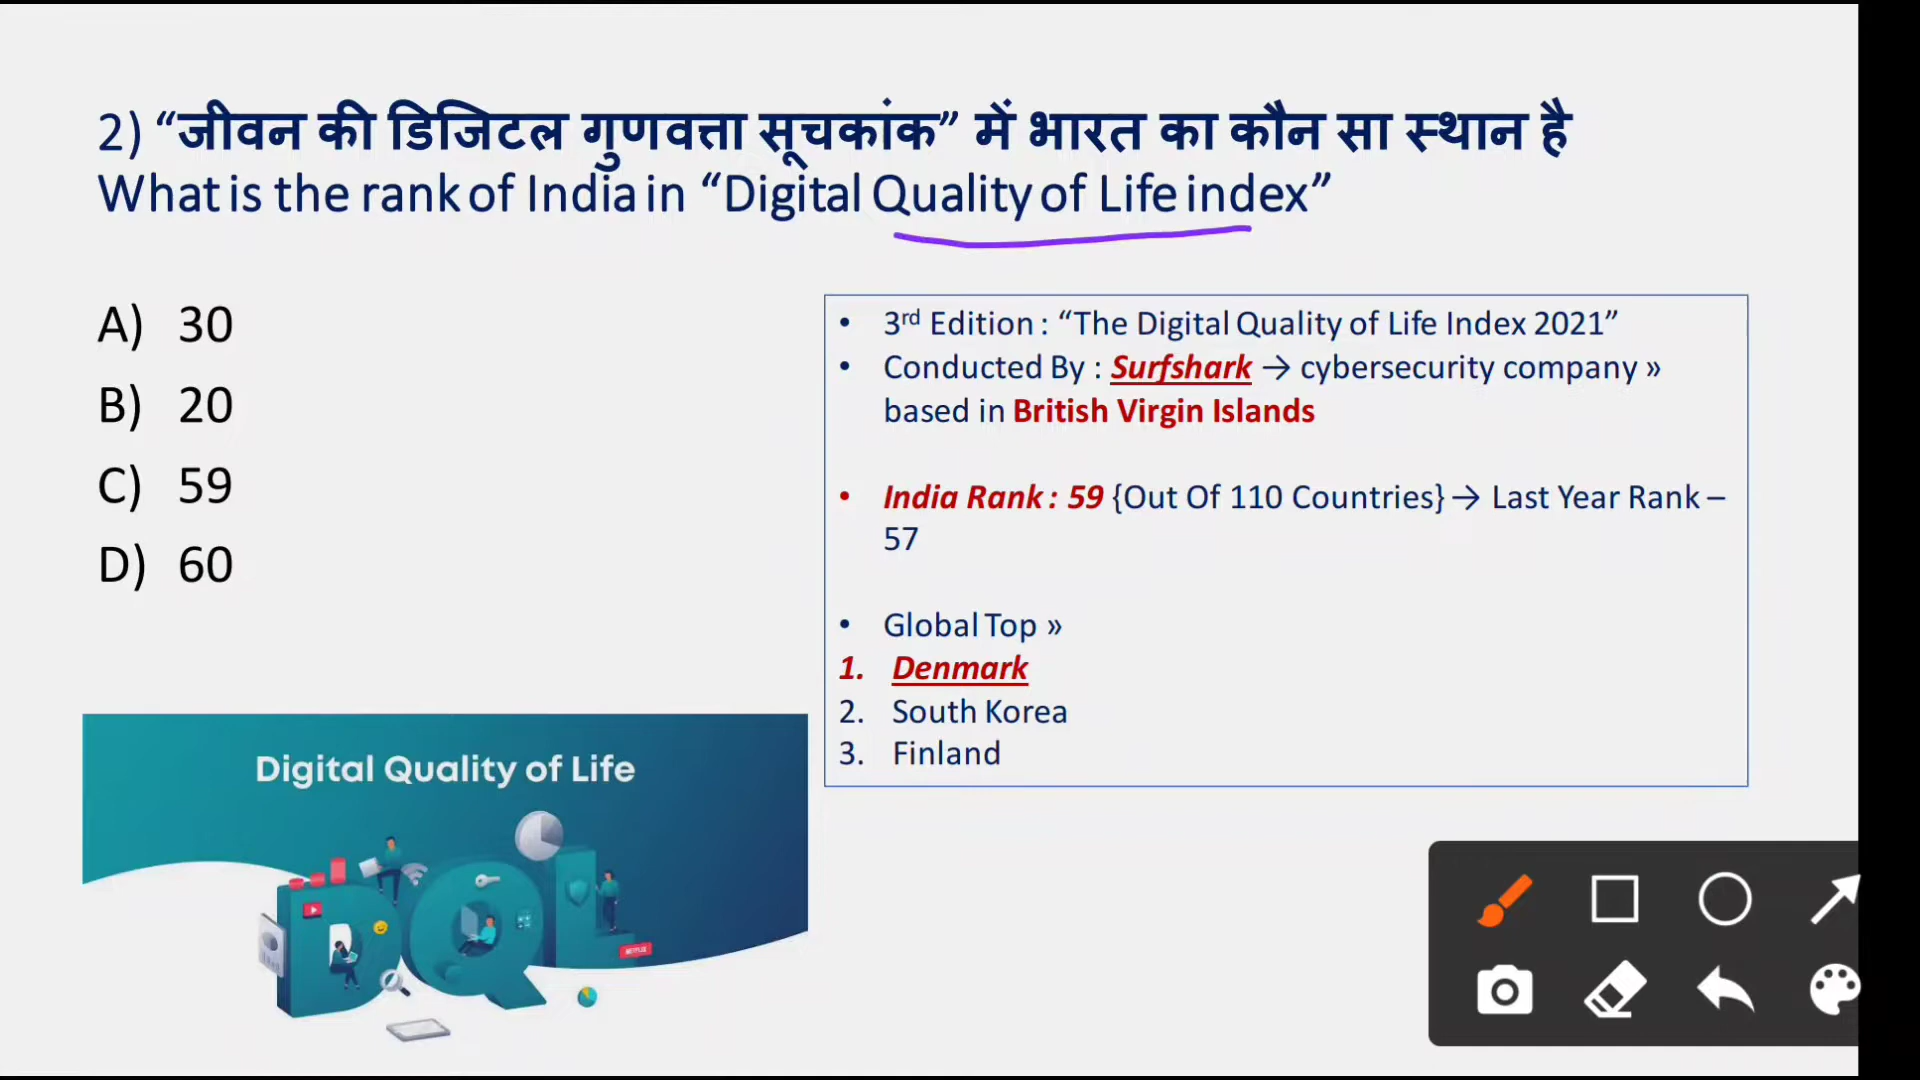 2) “जीवन की डिजिटल गुणवत्ता सूचकांक” में भारत का कौन सा स्थान है
What is the rank of India in “Digital Quality of Life index”
A) 30
B) 20
C) 59
D) 60
• 3rd Edition : “The Digital Quality of Life Index 2021”
• Conducted By : Surfshark → cybersecurity company »
based in British Virgin Islands
• India Rank : 59 {Out Of 110 Countries} → Last Year Rank –
57
• Global Top »
1. Denmark
2. South Korea
3. Finland
Digital Quality of Life
DQL
NETFLIX